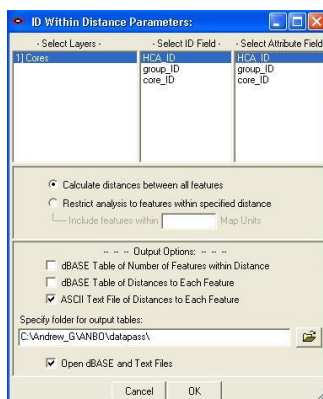 ID Within Distance Parameters:
- Select Layers -
- Select ID Field -
- Select Attribute Field
1] Cores
HCA_ID
group_ID
core_ID
HCA_ID
group_ID
core_ID
Calculate distances between all features
Restrict analysis to features within specified distance
Include features within
Map Units
-- -- -- Output Options: -- -- --
dBASE Table of Number of Features within Distance
dBASE Table of Distances to Each Feature
ASCII Text File of Distances to Each Feature
Specify folder for output tables:
C:\Andrew_G\ANBO\datapass\
Open dBASE and Text Files
Cancel
OK